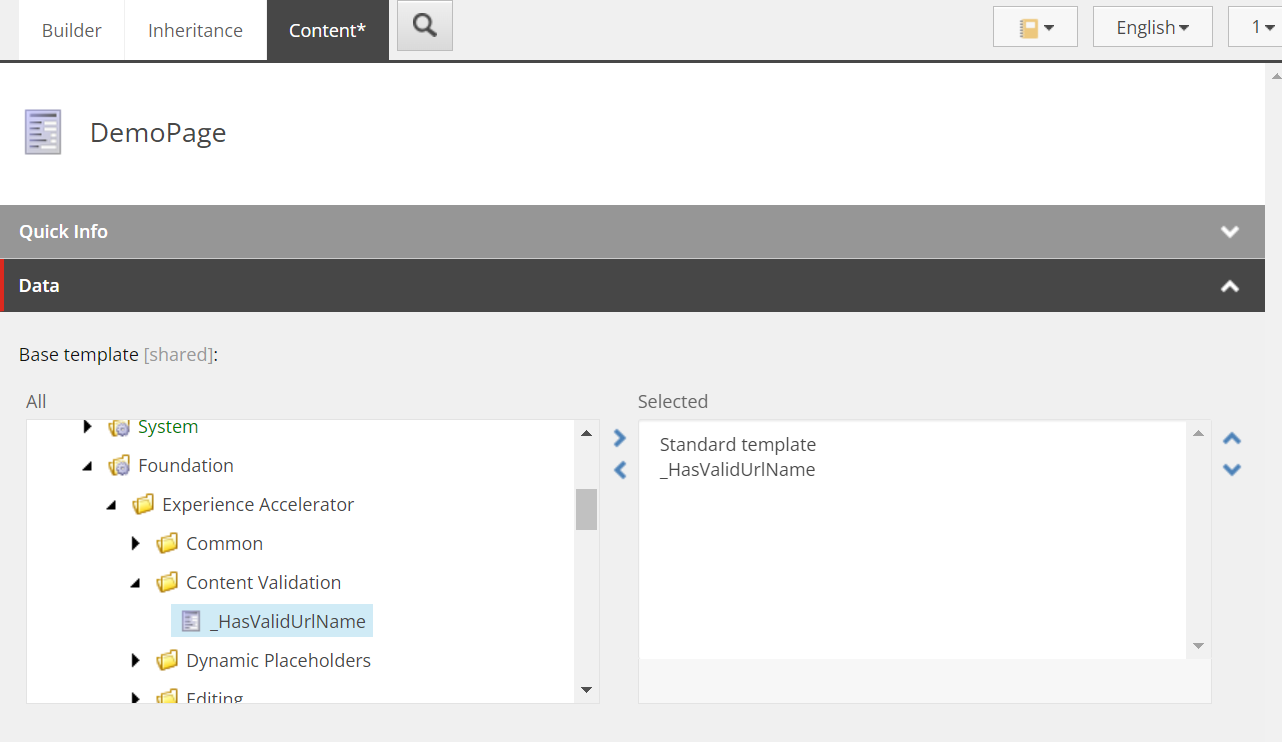 Builder
Inheritance
Content*
English
1
DemoPage
Quick Info
Data
Base template [shared]:
All
Selected
System
Foundation
Experience Accelerator
Common
Content Validation
_HasValidUrlName
Dynamic Placeholders
Editing
Standard template
_HasValidUrlName